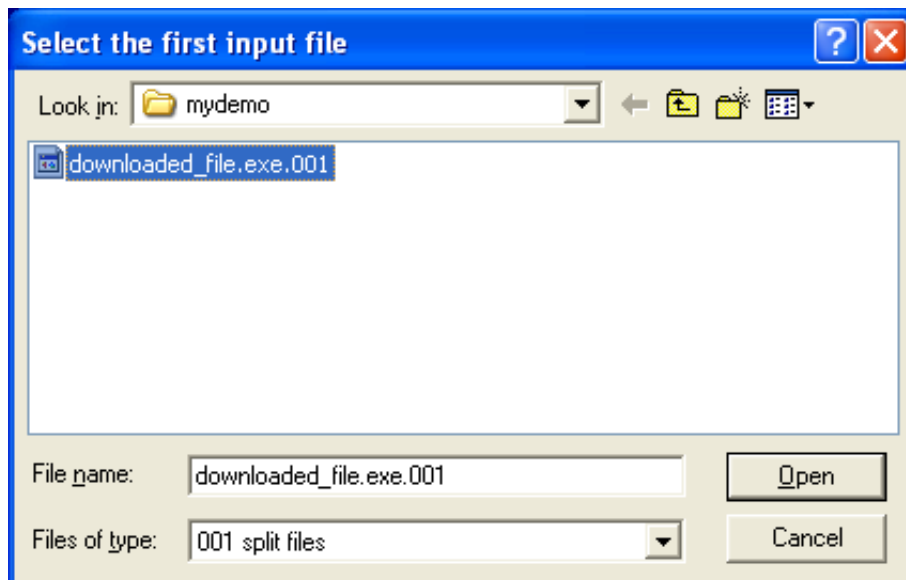 Select the first input file
Look in: mydemo
downloaded_file.exe.001
File name: downloaded_file.exe.001 Open
Files of type: 001 split files Cancel